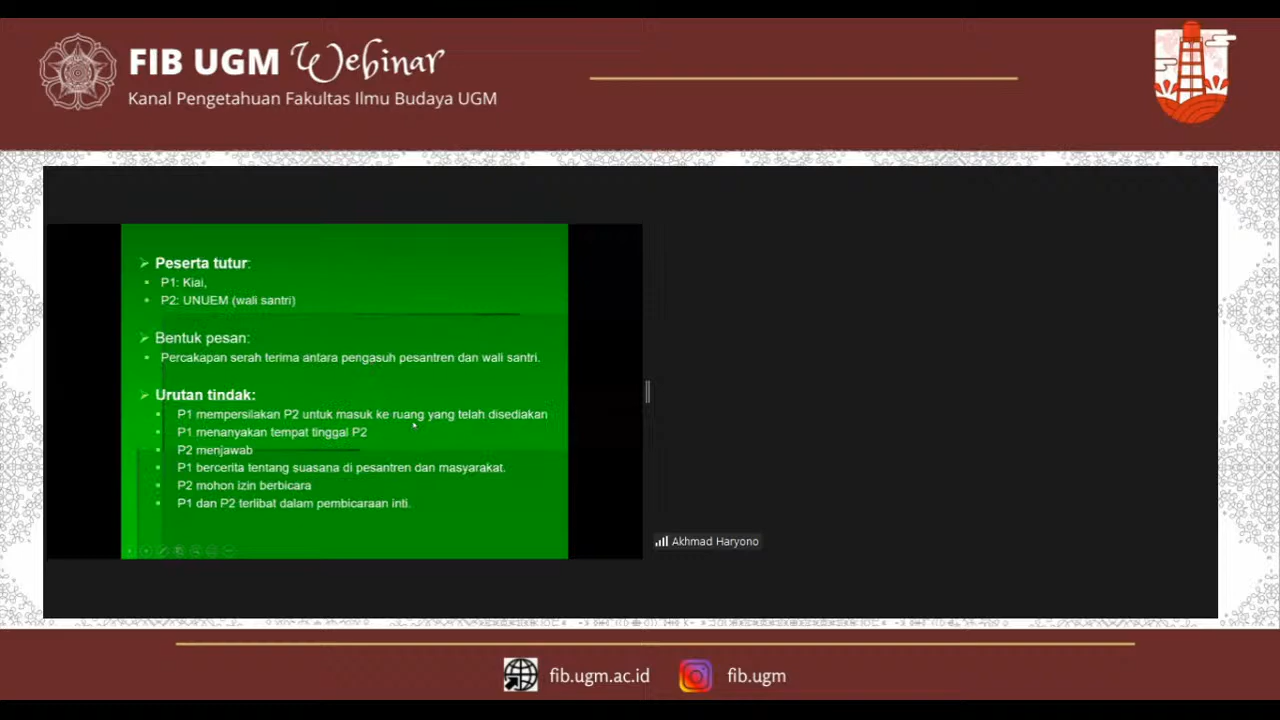 FIB UGM Webinar
Kanal Pengetahuan Fakultas Ilmu Budaya UGM
Peserta tutur:
P1: Kiai,
P2: UNUEM (wali santri)
Bentuk pesan:
Percakapan serah terima antara pengasuh pesantren dan wali santri.
Urutan tindak:
P1 mempersilakan P2 untuk masuk ke ruang yang telah disediakan
P1 menanyakan tempat tinggal P2
P2 menjawab
P1 bercerita tentang suasana di pesantren dan masyarakat.
P2 mohon izin berbicara
P1 dan P2 terlibat dalam pembicaraan inti.
Akhmad Haryono
fib.ugm.ac.id
fib.ugm